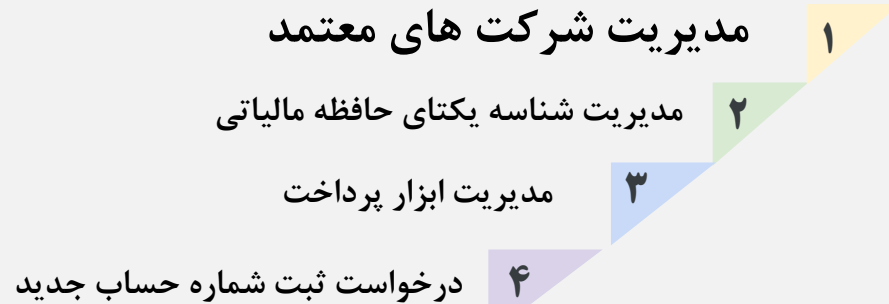 ۱ مدیریت شرکت های معتمد
۲ مدیریت شناسه یکتای حافظه مالیاتی
۳ مدیریت ابزار پرداخت
۴ درخواست ثبت شماره حساب جدید